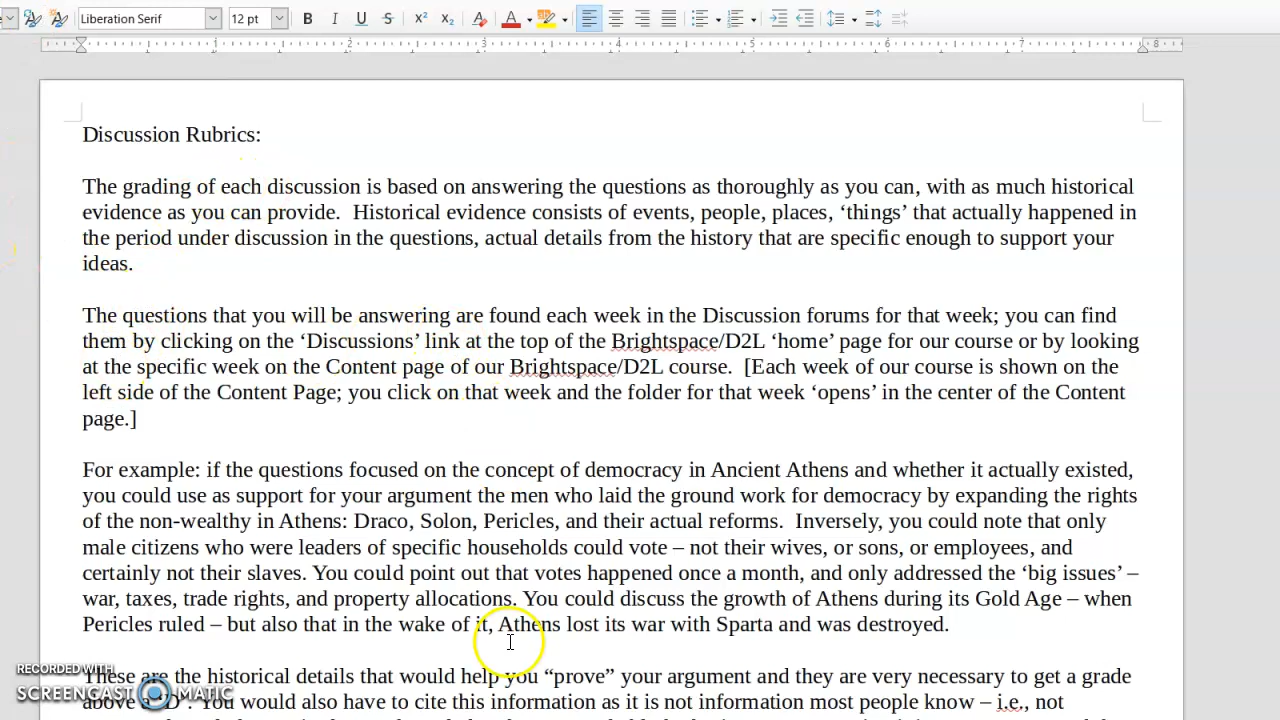 Liberation Serif 12 pt B I U S X² X₂ A
1 2 3 4 5 6 7 8
Discussion Rubrics:
The grading of each discussion is based on answering the questions as thoroughly as you can, with as much historical
evidence as you can provide.  Historical evidence consists of events, people, places, ‘things’ that actually happened in
the period under discussion in the questions, actual details from the history that are specific enough to support your
ideas.
The questions that you will be answering are found each week in the Discussion forums for that week; you can find
them by clicking on the ‘Discussions’ link at the top of the Brightspace/D2L ‘home’ page for our course or by looking
at the specific week on the Content page of our Brightspace/D2L course.  [Each week of our course is shown on the
left side of the Content Page; you click on that week and the folder for that week ‘opens’ in the center of the Content
page.]
For example: if the questions focused on the concept of democracy in Ancient Athens and whether it actually existed,
you could use as support for your argument the men who laid the ground work for democracy by expanding the rights
of the non-wealthy in Athens: Draco, Solon, Pericles, and their actual reforms.  Inversely, you could note that only
male citizens who were leaders of specific households could vote – not their wives, or sons, or employees, and
certainly not their slaves. You could point out that votes happened once a month, and only addressed the ‘big issues’ –
war, taxes, trade rights, and property allocations. You could discuss the growth of Athens during its Gold Age – when
Pericles ruled – but also that in the wake of it, Athens lost its war with Sparta and was destroyed.
These are the historical details that would help you “prove” your argument and they are very necessary to get a grade
above a “D”. You would also have to cite this information as it is not information most people know – i.e., not
RECORDED WITH
SCREENCAST MATIC